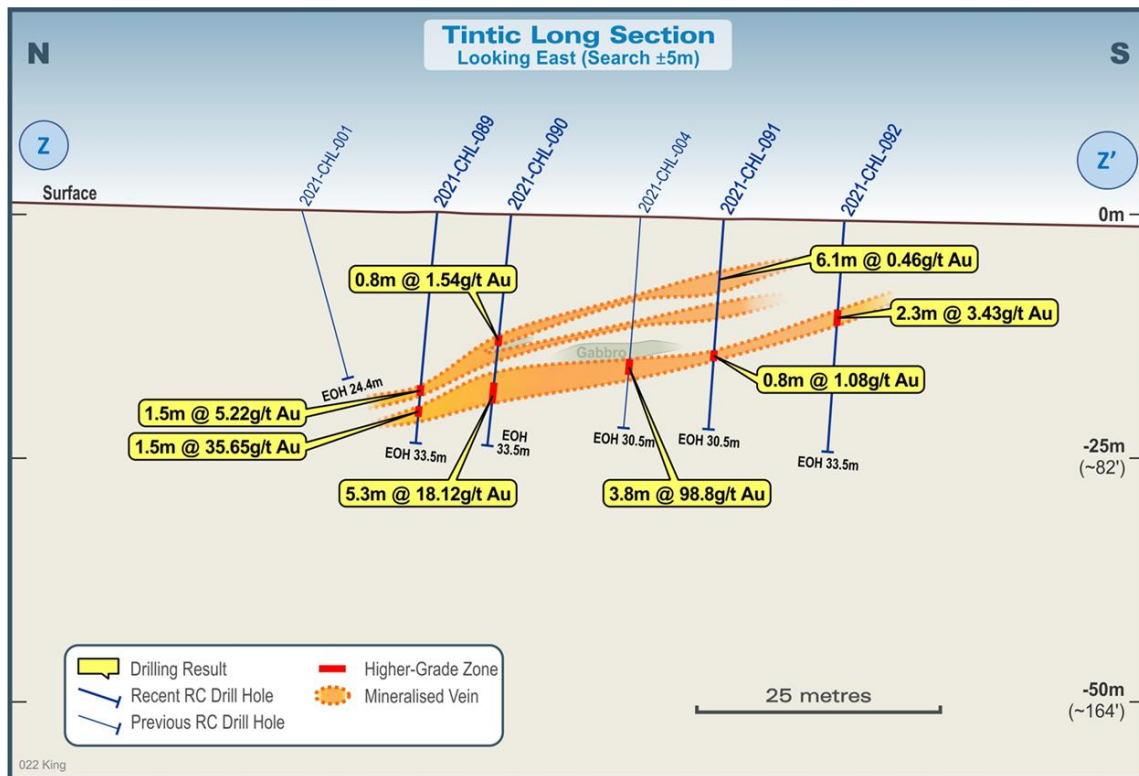 Tintic Long Section
Looking East (Search ±5m)
N
S
Z
Z'
Surface
2021-CHL-001
2021-CHL-089
2021-CHL-090
2021-CHL-004
2021-CHL-091
2021-CHL-092
0m
0.8m @ 1.54g/t Au
6.1m @ 0.46g/t Au
2.3m @ 3.43g/t Au
Gabbro
EOH 24.4m
0.8m @ 1.08g/t Au
1.5m @ 5.22g/t Au
1.5m @ 35.65g/t Au
EOH 33.5m
EOH
33.5m
EOH 30.5m
EOH 30.5m
EOH 33.5m
-25m
(~82')
5.3m @ 18.12g/t Au
3.8m @ 98.8g/t Au
Drilling Result
Higher-Grade Zone
Recent RC Drill Hole
Mineralised Vein
Previous RC Drill Hole
25 metres
-50m
(~164')
022 King